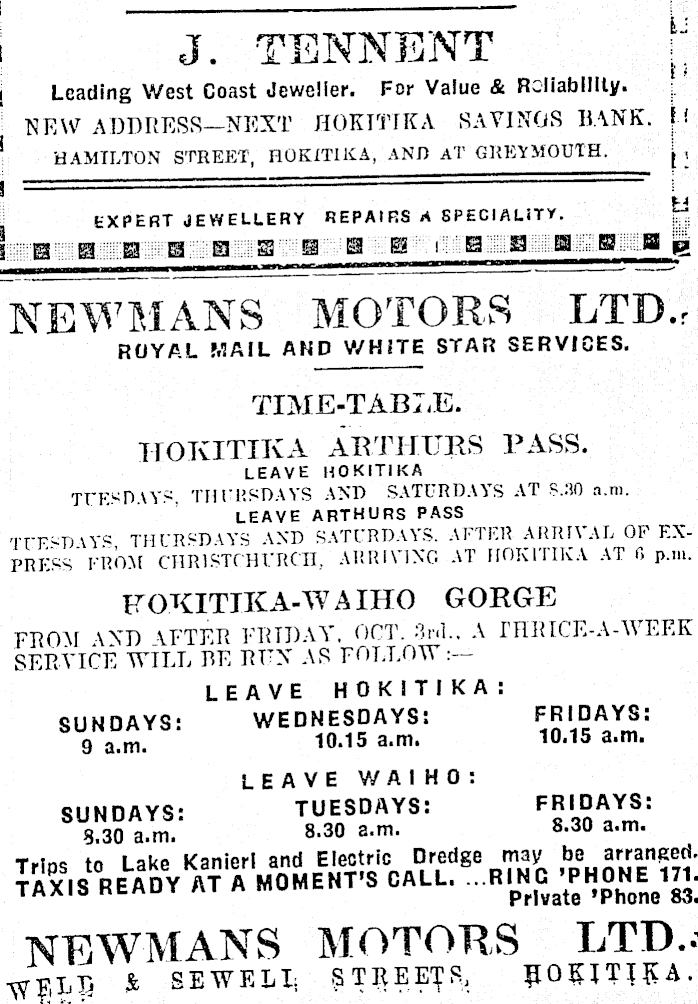 J. TENNENT
Leading West Coast Jeweller. For Value & Reliability.
NEW ADDRESS—NEXT HOKITIKA SAVINGS BANK.
HAMILTON STREET, HOKITIKA, AND AT GREYMOUTH.
EXPERT JEWELLERY REPAIRS A SPECIALITY.
NEWMANS MOTORS LTD.
ROYAL MAIL AND WHITE STAR SERVICES.
TIME-TABLE.
HOKITIKA ARTHURS PASS.
LEAVE HOKITIKA
TUESDAYS, THURSDAYS AND SATURDAYS AT 8.30 a.m.
LEAVE ARTHURS PASS
TUESDAYS, THURSDAYS AND SATURDAYS. AFTER ARRIVAL OF EX-
PRESS FROM CHRISTCHURCH, ARRIVING AT HOKITIKA AT 6 p.m.
HOKITIKA-WAIHO GORGE
FROM AND AFTER FRIDAY, OCT. 3rd., A THRICE-A-WEEK
SERVICE WILL BE RUN AS FOLLOW:—
LEAVE HOKITIKA:
SUNDAYS: WEDNESDAYS: FRIDAYS:
9 a.m. 10.15 a.m. 10.15 a.m.
LEAVE WAIHO:
SUNDAYS: TUESDAYS: FRIDAYS:
8.30 a.m. 8.30 a.m. 8.30 a.m.
Trips to Lake Kanieri and Electric Dredge may be arranged.
TAXIS READY AT A MOMENT'S CALL. ...RING 'PHONE 171.
Private 'Phone 83.
NEWMANS MOTORS LTD.
WELD & SEWELL STREETS, HOKITIKA.